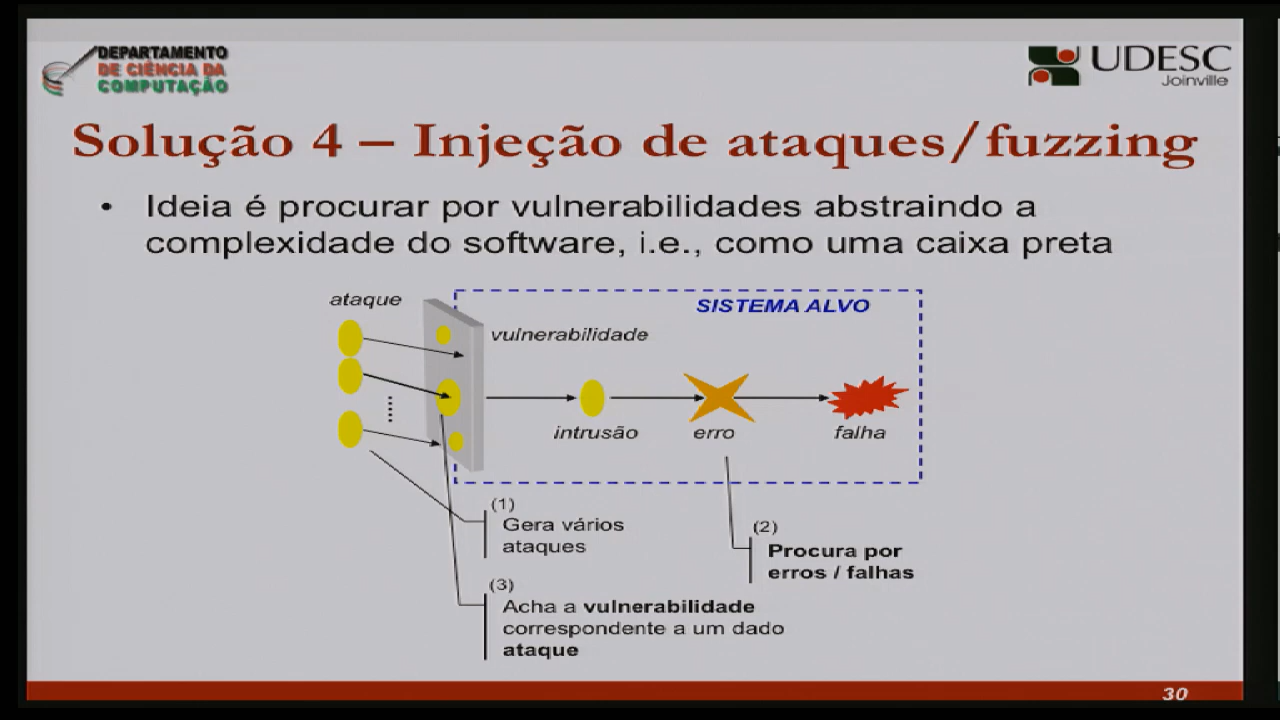 DEPARTAMENTO
DE CIÊNCIA DA
COMPUTAÇÃO
UDESC
Joinville
Solução 4 – Injeção de ataques/fuzzing
• Ideia é procurar por vulnerabilidades abstraindo a
complexidade do software, i.e., como uma caixa preta
ataque
SISTEMA ALVO
vulnerabilidade
intrusão
erro
falha
(1)
Gera vários
ataques
(2)
Procura por
erros / falhas
(3)
Acha a vulnerabilidade
correspondente a um dado
ataque
30